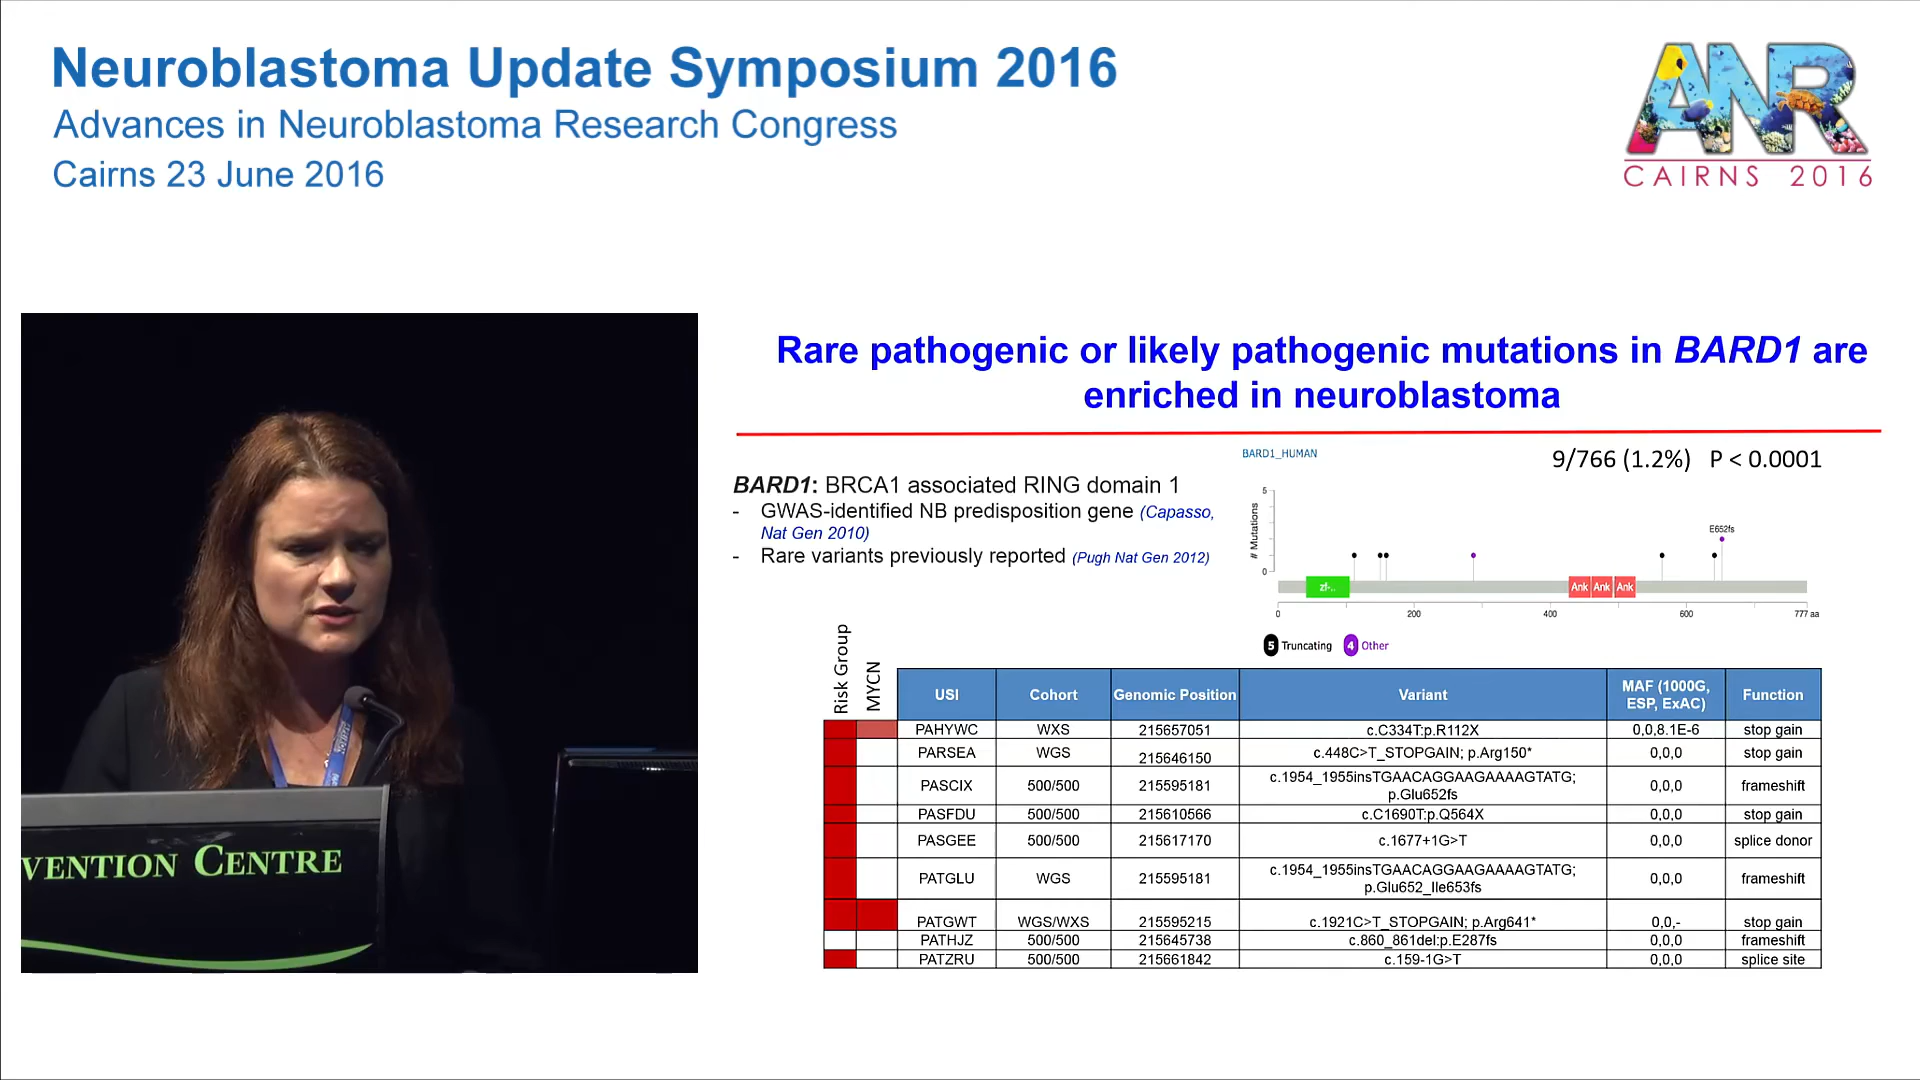 Neuroblastoma Update Symposium 2016
Advances in Neuroblastoma Research Congress
Cairns 23 June 2016
ANR
CAIRNS 2016
VENTION CENTRE
Rare pathogenic or likely pathogenic mutations in BARD1 are
enriched in neuroblastoma
BARD1: BRCA1 associated RING domain 1
- GWAS-identified NB predisposition gene (Capasso,
Nat Gen 2010)
- Rare variants previously reported (Pugh Nat Gen 2012)
BARD1_HUMAN
9/766 (1.2%) P < 0.0001
# Mutations
5
0
E652fs
zf-..
Ank Ank Ank
0 200 400 600 777 aa
5 Truncating 4 Other
Risk Group MYCN
USI Cohort Genomic Position Variant MAF (1000G, Function
ESP, ExAC)
PAHYWC WXS 215657051 c.C334T:p.R112X 0,0,8.1E-6 stop gain
PARSEA WGS 215646150 c.448C>T_STOPGAIN; p.Arg150* 0,0,0 stop gain
PASCIX 500/500 215595181 c.1954_1955insTGAACAGGAAGAAAAGTATG; 0,0,0 frameshift
p.Glu652fs
PASFDU 500/500 215610566 c.C1690T:p.Q564X 0,0,0 stop gain
PASGEE 500/500 215617170 c.1677+1G>T 0,0,0 splice donor
PATGLU WGS 215595181 c.1954_1955insTGAACAGGAAGAAAAGTATG; 0,0,0 frameshift
p.Glu652_Ile653fs
PATGWT WGS/WXS 215595215 c.1921C>T_STOPGAIN; p.Arg641* 0,0,- stop gain
PATHJZ 500/500 215645738 c.860_861del:p.E287fs 0,0,0 frameshift
PATZRU 500/500 215661842 c.159-1G>T 0,0,0 splice site